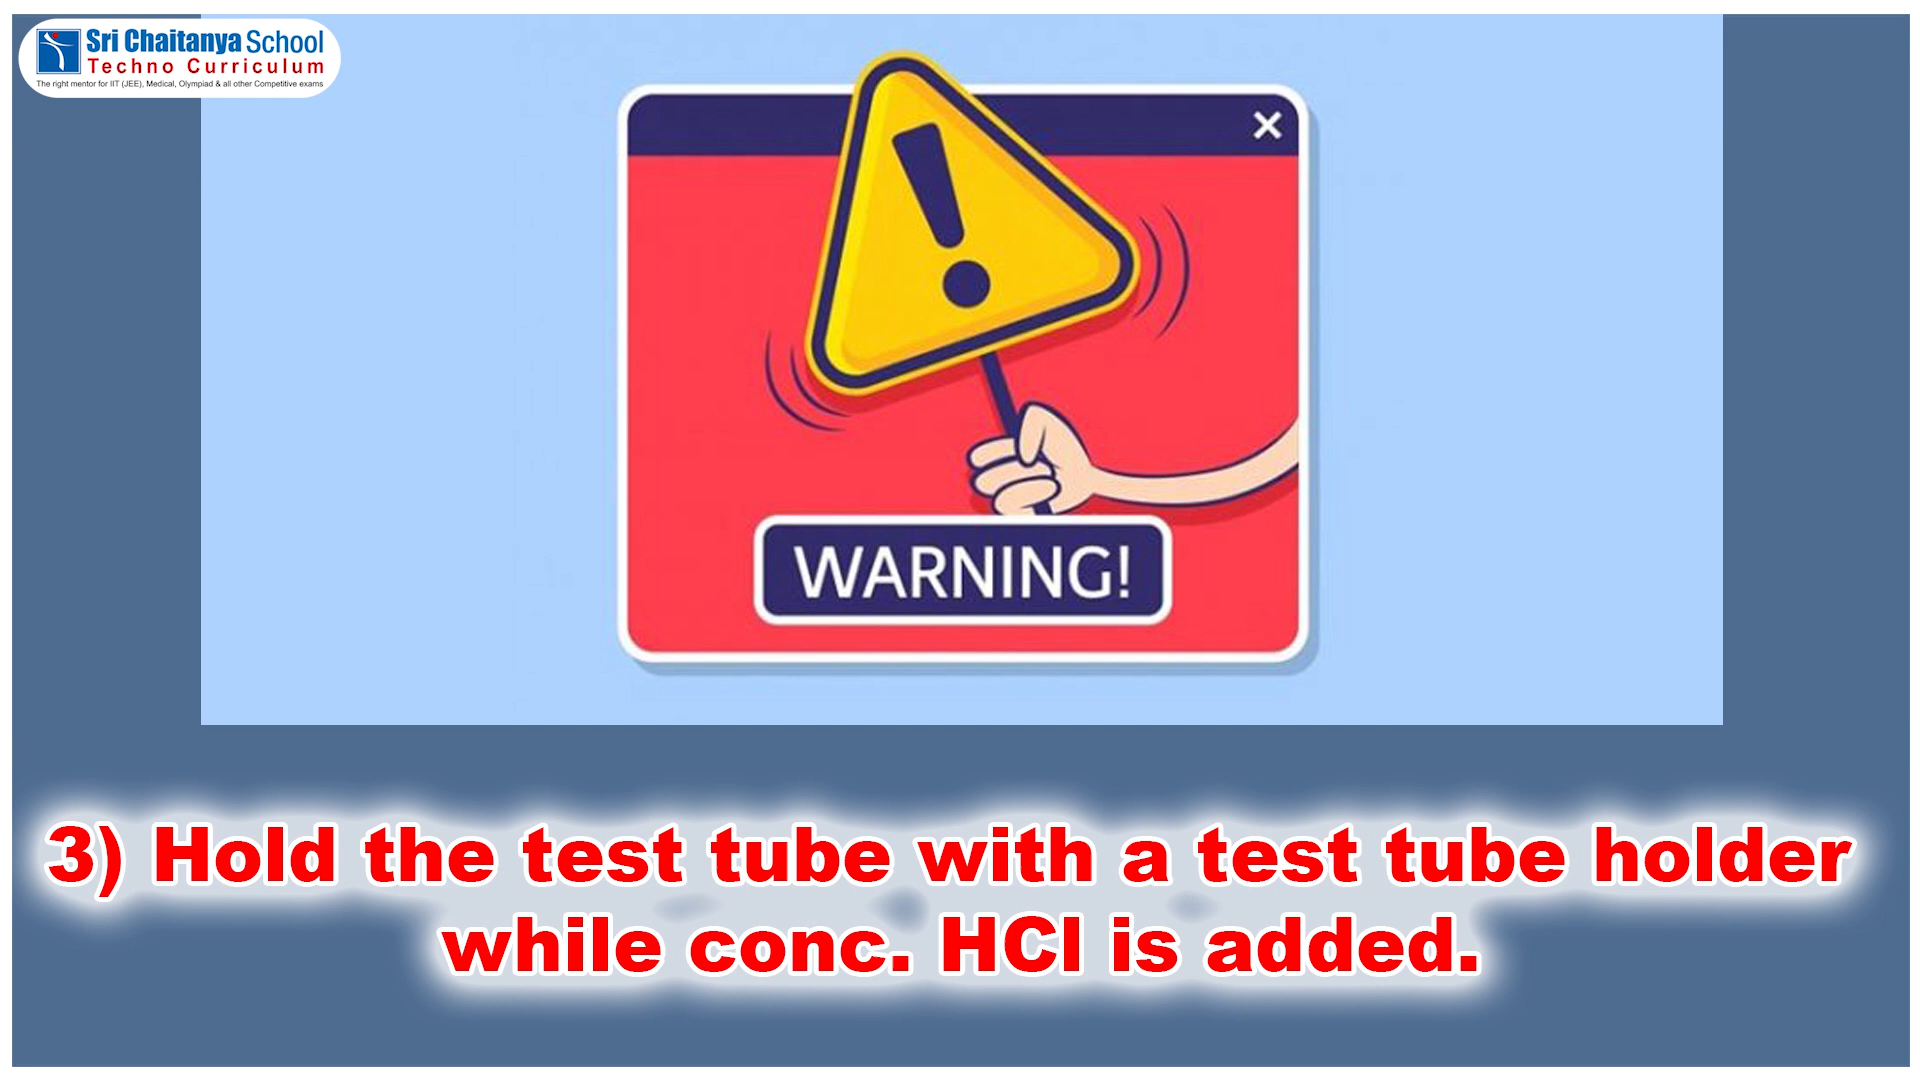 Sri Chaitanya School
Techno Curriculum
The right mentor for IIT (JEE), Medical, Olympiad & all other Competitive exams
WARNING!
3) Hold the test tube with a test tube holder
while conc. HCl is added.